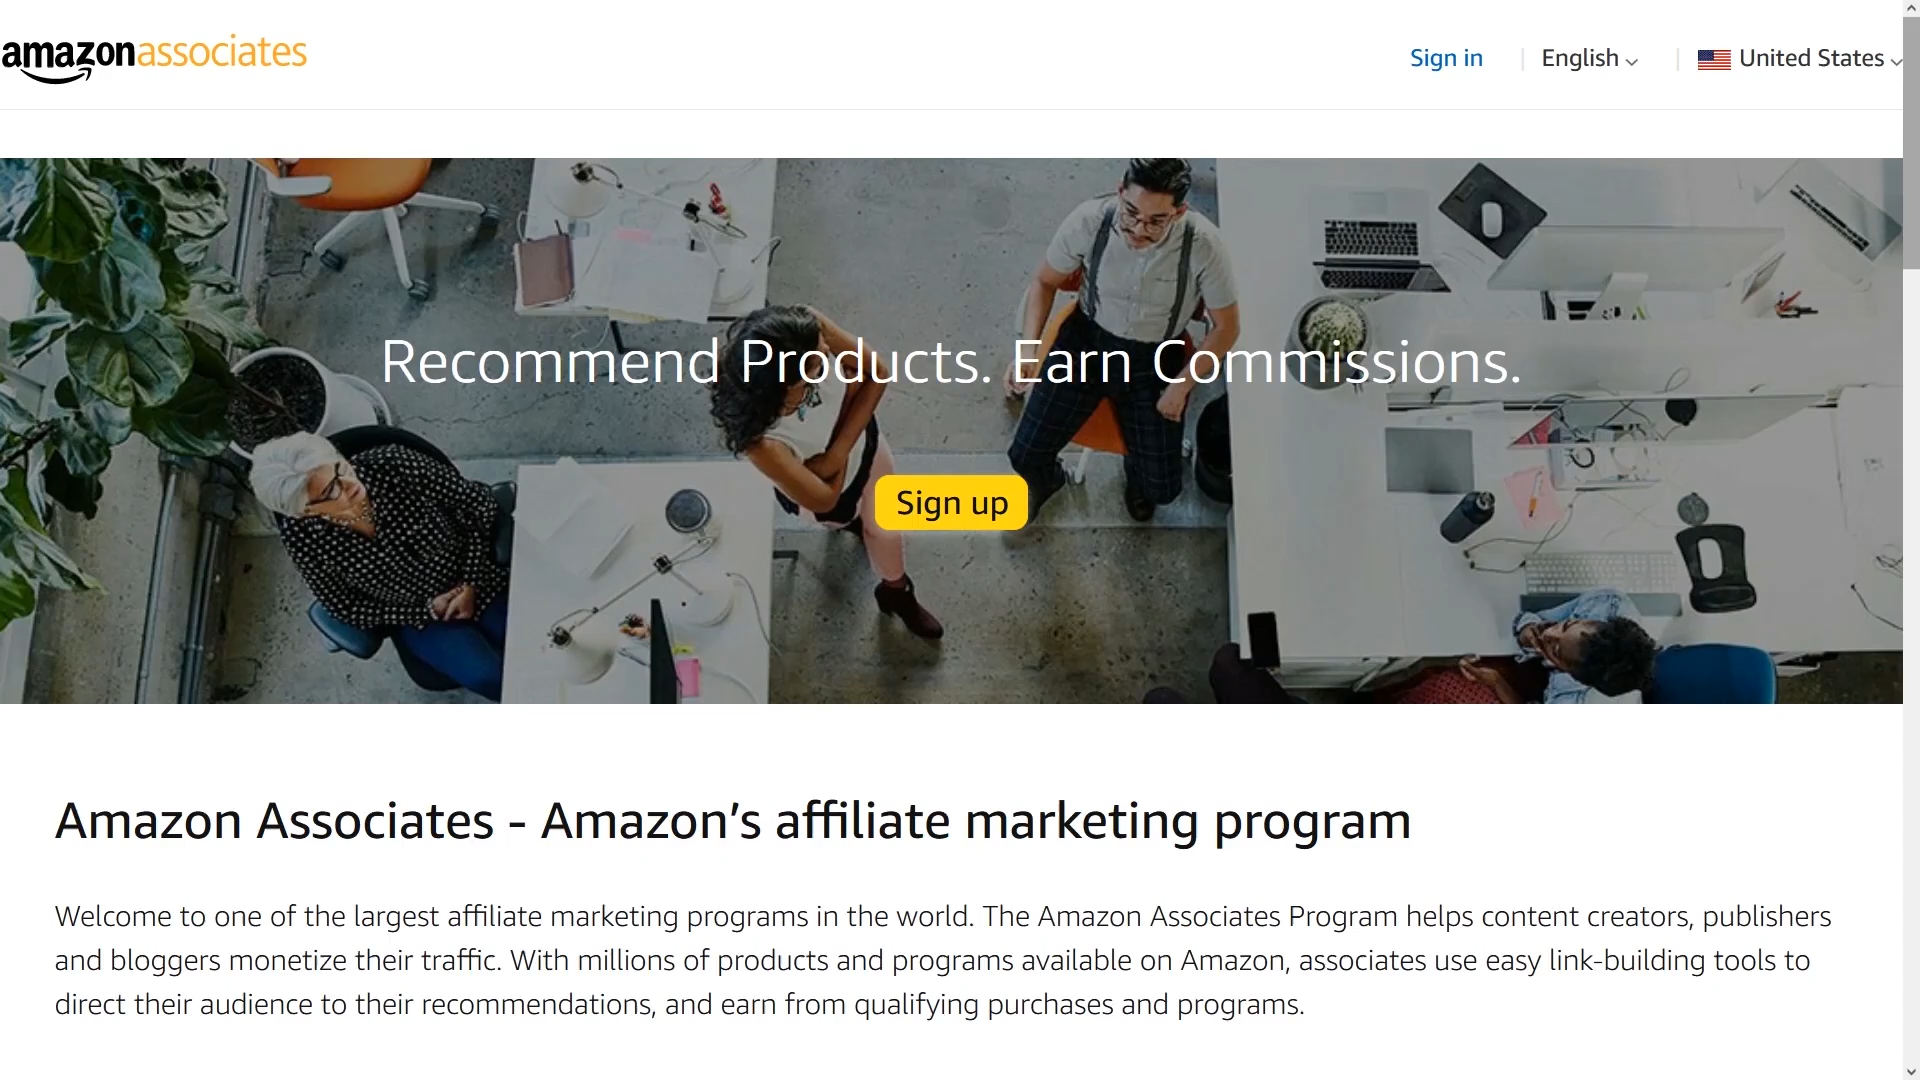 amazonassociates
Sign in
English
United States
Recommend Products. Earn Commissions.
Sign up
Amazon Associates - Amazon’s affiliate marketing program
Welcome to one of the largest affiliate marketing programs in the world. The Amazon Associates Program helps content creators, publishers
and bloggers monetize their traffic. With millions of products and programs available on Amazon, associates use easy link-building tools to
direct their audience to their recommendations, and earn from qualifying purchases and programs.